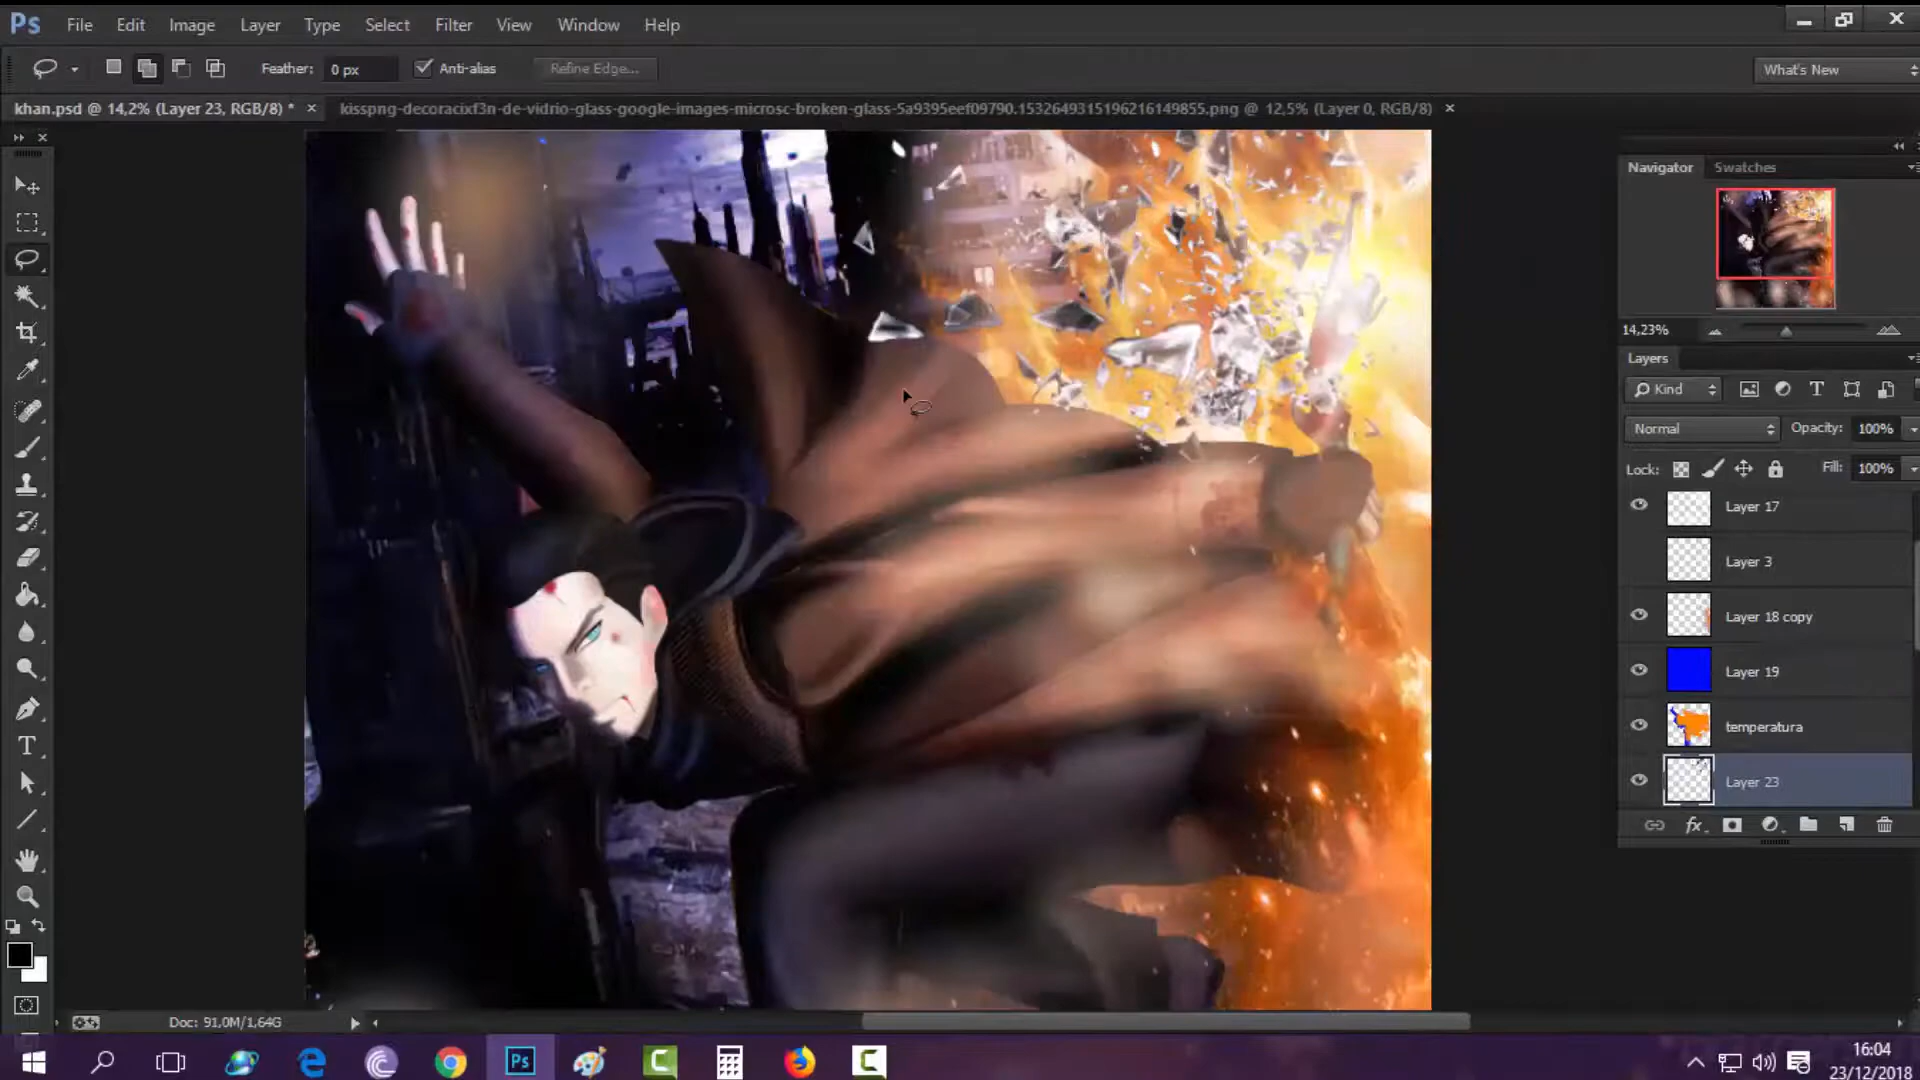 Ps File Edit Image Layer Type Select Filter View Window Help
Feather: 0 px Anti-alias Refine Edge... What's New
khan.psd @ 14,2% (Layer 23, RGB/8) * × kisspng-decoracixf3n-de-vidrio-glass-google-images-microsc-broken-glass-5a9395eef09790.1532649315196216149855.png @ 12,5% (Layer 0, RGB/8) ×
Navigator Swatches
14,23%
Layers
Kind
Normal Opacity: 100%
Lock: Fill: 100%
Layer 17
Layer 3
Layer 18 copy
Layer 19
temperatura
Layer 23
fx
Doc: 91,0M/1,64G
Ps
16:04
23/12/2018